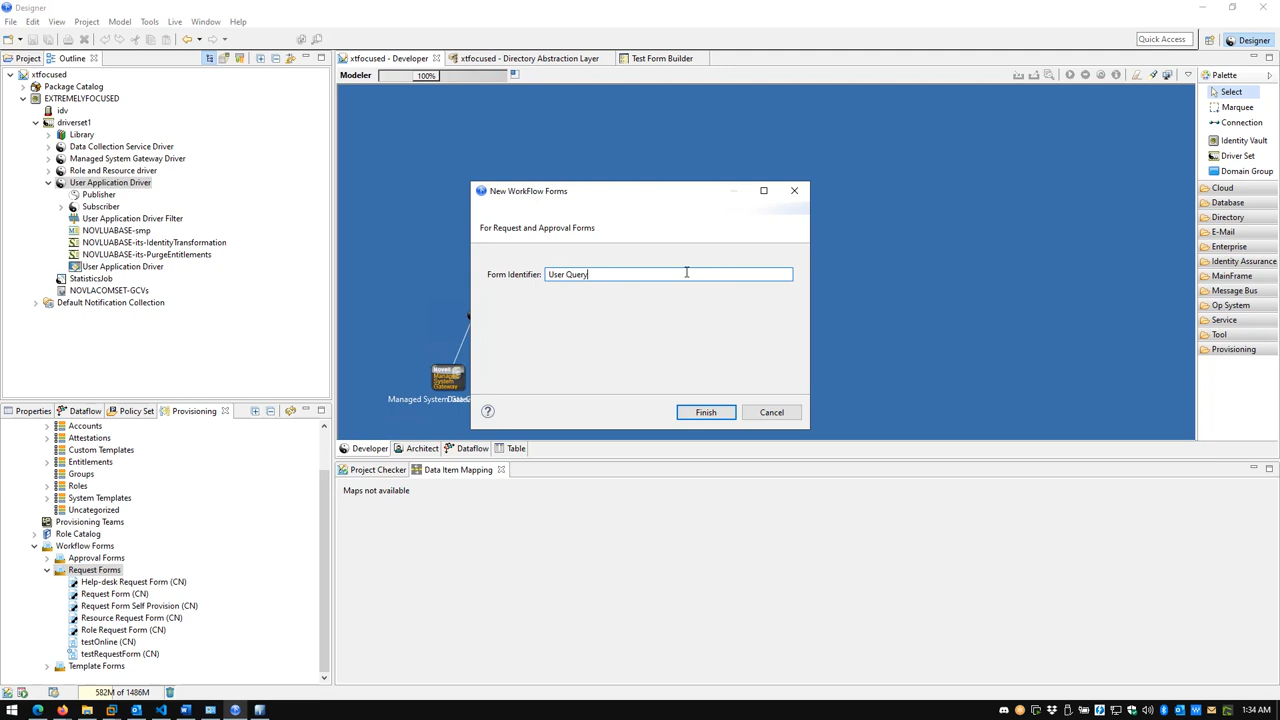 Designer
File Edit View Project Model Tools Live Window Help
Quick Access
Designer
Project Outline
xtfocused - Developer xtfocused - Directory Abstraction Layer Test Form Builder
xtfocused
Package Catalog
EXTREMELYFOCUSED
idv
driverset1
Library
Data Collection Service Driver
Managed System Gateway Driver
Role and Resource driver
User Application Driver
Publisher
Subscriber
User Application Driver Filter
NOVLUABASE-smp
NOVLUABASE-its-IdentityTransformation
NOVLUABASE-its-PurgeEntitlements
User Application Driver
StatisticsJob
NOVLACOMSET-GCVs
Default Notification Collection
Modeler 100%
New WorkFlow Forms
For Request and Approval Forms
Form Identifier: User Query
Finish Cancel
Novell
Managed
System
Gateway
Palette
Select
Marquee
Connection
Identity Vault
Driver Set
Domain Group
Cloud
Database
Directory
E-Mail
Enterprise
Identity Assurance
MainFrame
Message Bus
Op System
Service
Tool
Provisioning
Developer Architect Dataflow Table
Properties Dataflow Policy Set Provisioning
Accounts
Attestations
Custom Templates
Entitlements
Groups
Roles
System Templates
Uncategorized
Provisioning Teams
Role Catalog
Workflow Forms
Approval Forms
Request Forms
Help-desk Request Form (CN)
Request Form (CN)
Request Form Self Provision (CN)
Resource Request Form (CN)
Role Request Form (CN)
testOnline (CN)
testRequestForm (CN)
Template Forms
Project Checker Data Item Mapping
Maps not available
582M of 1486M
1:34 AM